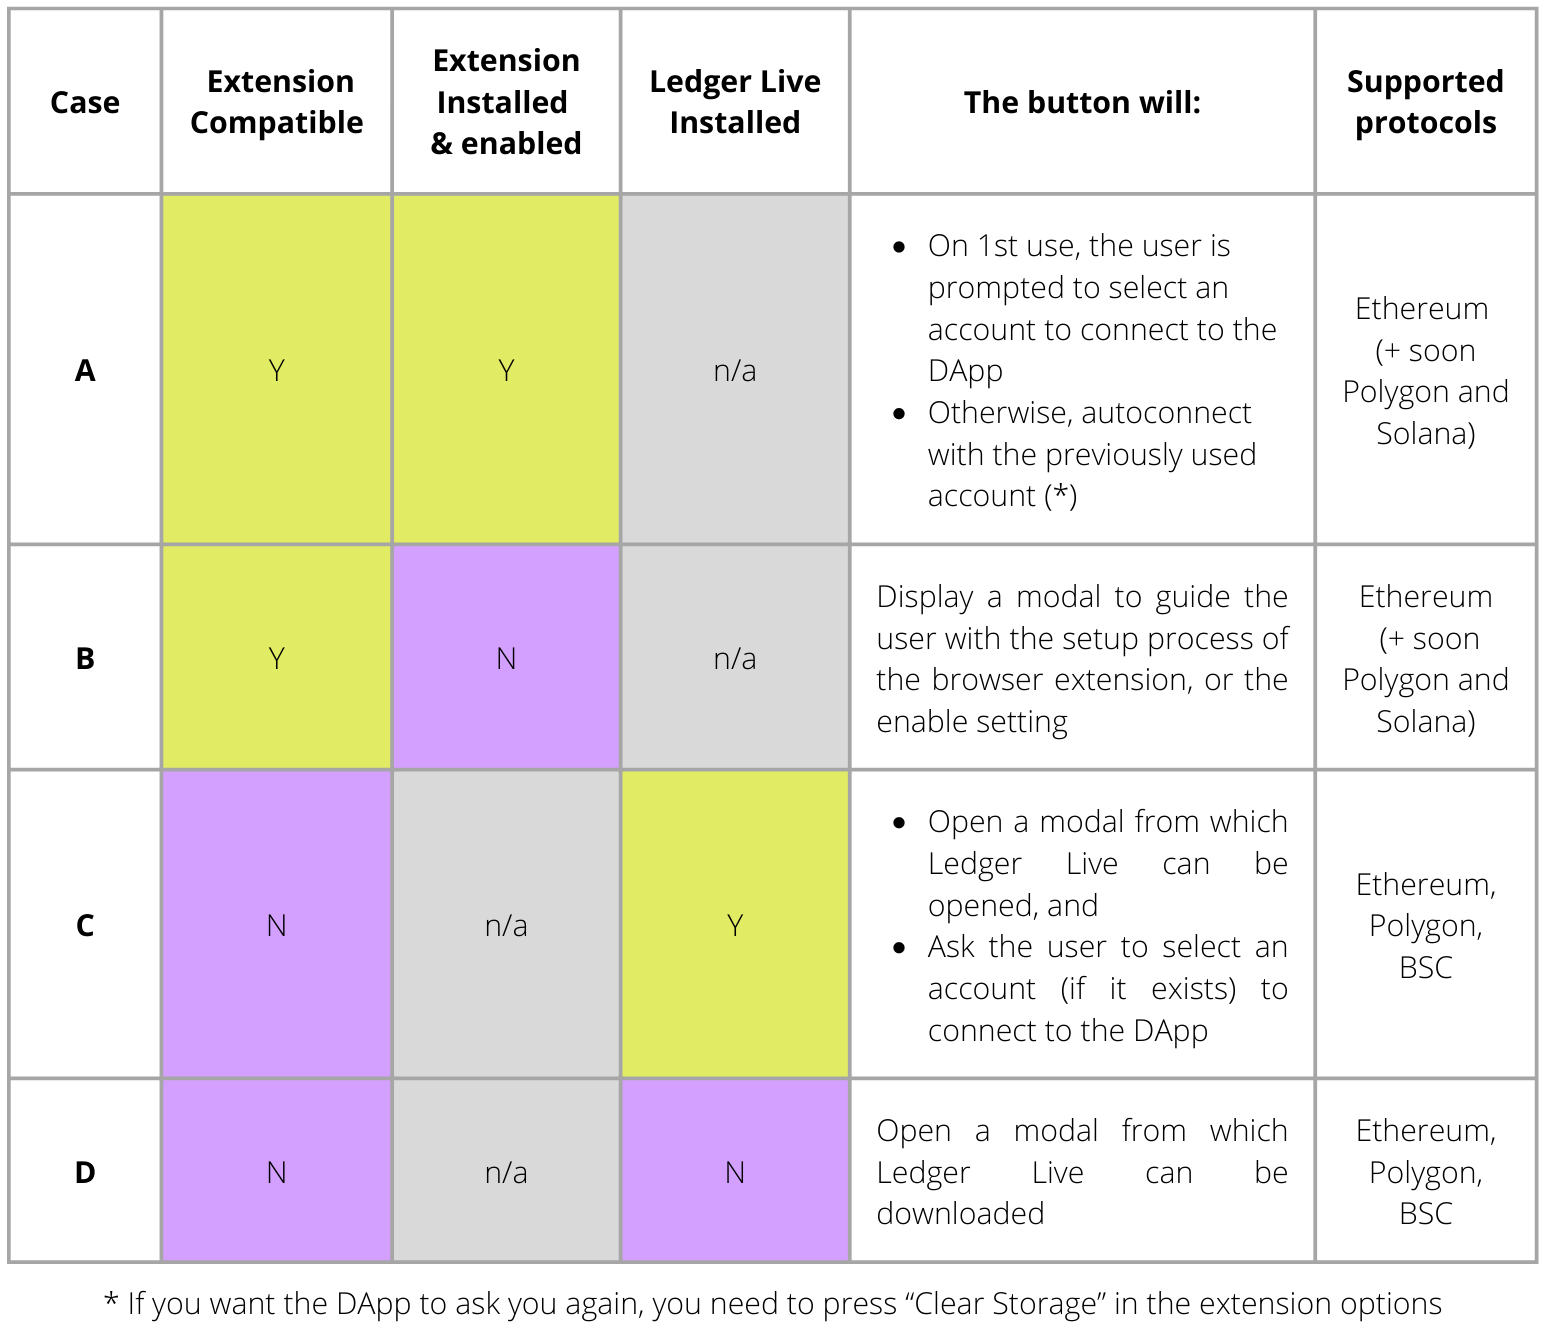 Case
Extension
Compatible
Extension
Installed
& enabled
Ledger Live
Installed
The button will:
Supported
protocols
A
Y
Y
n/a
• On 1st use, the user is
prompted to select an
account to connect to the
DApp
• Otherwise, autoconnect
with the previously used
account (*)
Ethereum
(+ soon
Polygon and
Solana)
B
Y
N
n/a
Display a modal to guide the
user with the setup process of
the browser extension, or the
enable setting
Ethereum
(+ soon
Polygon and
Solana)
C
N
n/a
Y
• Open a modal from which
Ledger Live can be
opened, and
• Ask the user to select an
account (if it exists) to
connect to the DApp
Ethereum,
Polygon,
BSC
D
N
n/a
N
Open a modal from which
Ledger Live can be
downloaded
Ethereum,
Polygon,
BSC
* If you want the DApp to ask you again, you need to press “Clear Storage” in the extension options